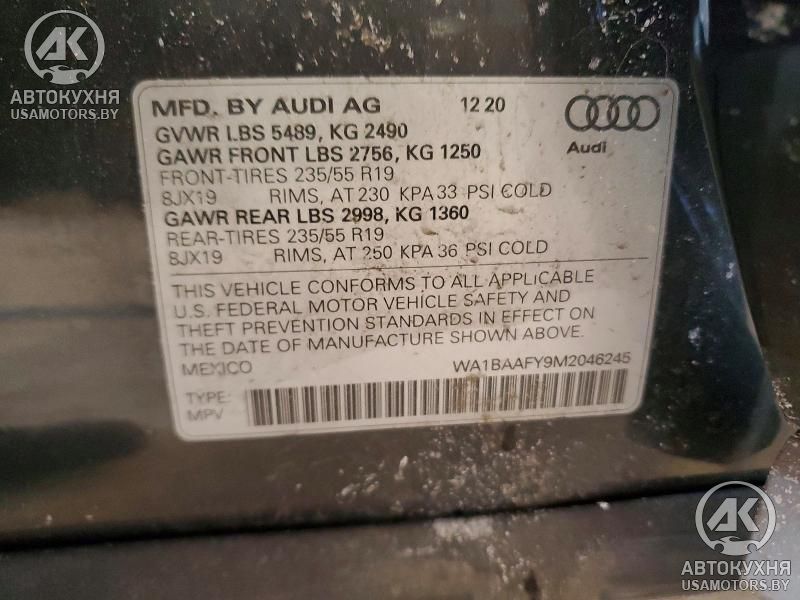 AK
АВТОКУХНЯ
USAMOTORS.BY
MFD. BY AUDI AG 12 20
GVWR LBS 5489, KG 2490
GAWR FRONT LBS 2756, KG 1250
Audi
FRONT-TIRES 235/55 R19
8JX19 RIMS, AT 230 KPA 33 PSI COLD
GAWR REAR LBS 2998, KG 1360
REAR-TIRES 235/55 R19
8JX19 RIMS, AT 250 KPA 36 PSI COLD
THIS VEHICLE CONFORMS TO ALL APPLICABLE
U.S. FEDERAL MOTOR VEHICLE SAFETY AND
THEFT PREVENTION STANDARDS IN EFFECT ON
THE DATE OF MANUFACTURE SHOWN ABOVE.
MEXICO WA1BAAFY9M2046245
TYPE:
MPV
AK
АВТОКУХНЯ
USAMOTORS.BY